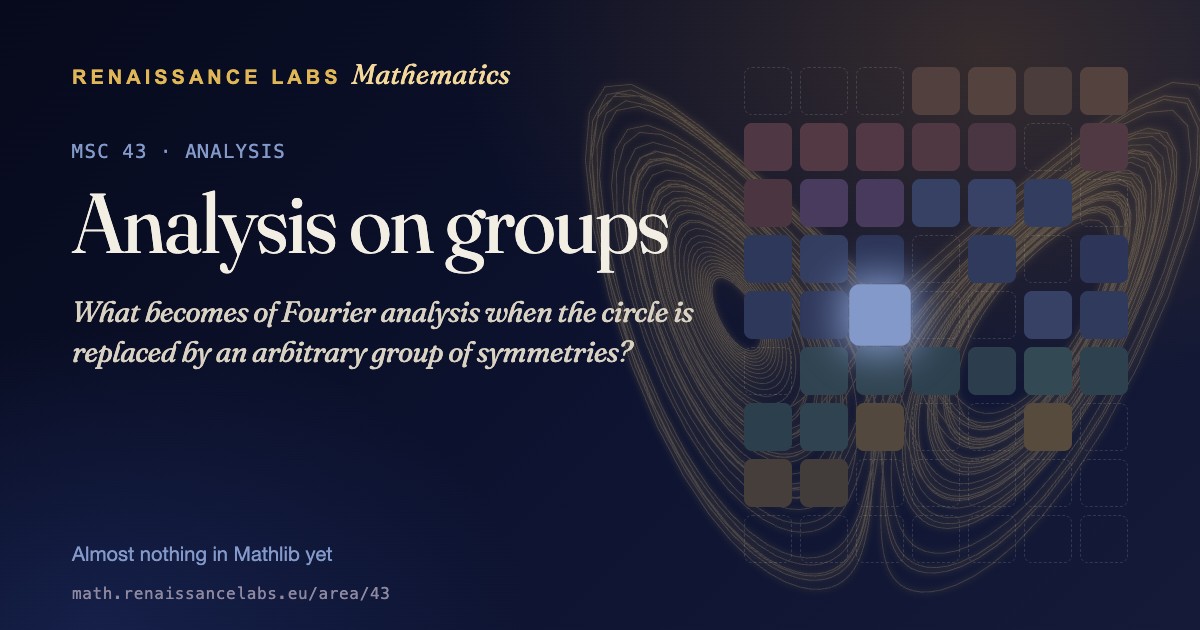 RENAISSANCE LABS Mathematics
MSC 43 · ANALYSIS
Analysis on groups
What becomes of Fourier analysis when the circle is
replaced by an arbitrary group of symmetries?
Almost nothing in Mathlib yet
math.renaissancelabs.eu/area/43